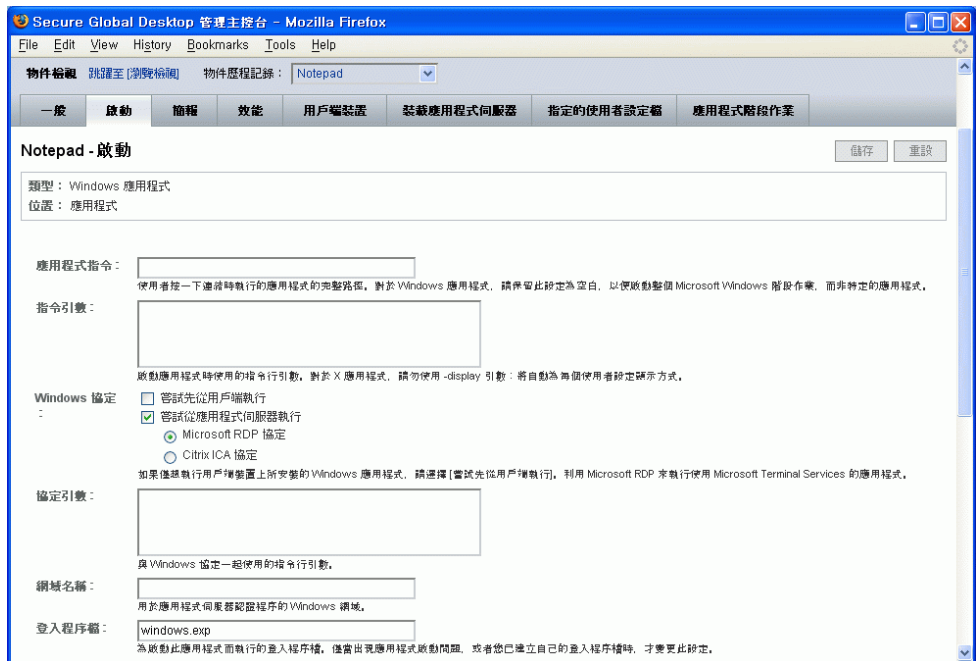 Secure Global Desktop 管理主控台 - Mozilla Firefox
File Edit View History Bookmarks Tools Help
物件檢視 跳躍至 [瀏覽檢視] 物件歷程記錄： Notepad
一般 啟動 簡報 效能 用戶端裝置 裝載應用程式伺服器 指定的使用者設定檔 應用程式階段作業
Notepad - 啟動 儲存 重設
類型： Windows 應用程式
位置： 應用程式
應用程式指令：
使用者按一下連結時執行的應用程式的完整路徑。對於 Windows 應用程式，請保留此設定為空白，以便啟動整個 Microsoft Windows 階段作業，而非特定的應用程式。
指令引數：
啟動應用程式時使用的指令行引數。對於 X 應用程式，請勿使用 -display 引數：將自動為每個使用者設定顯示方式。
Windows 協定： 嘗試先從用戶端執行
嘗試從應用程式伺服器執行
Microsoft RDP 協定
Citrix ICA 協定
如果僅想執行用戶端裝置上所安裝的 Windows 應用程式，請選擇 [嘗試先從用戶端執行]。利用 Microsoft RDP 來執行使用 Microsoft Terminal Services 的應用程式。
協定引數：
與 Windows 協定一起使用的指令行引數。
網域名稱：
用於應用程式伺服器認證程序的 Windows 網域。
登入程序檔： windows.exp
為啟動此應用程式而執行的登入程序檔。僅當出現應用程式啟動問題，或者您已建立自己的登入程序檔時，才變更此設定。